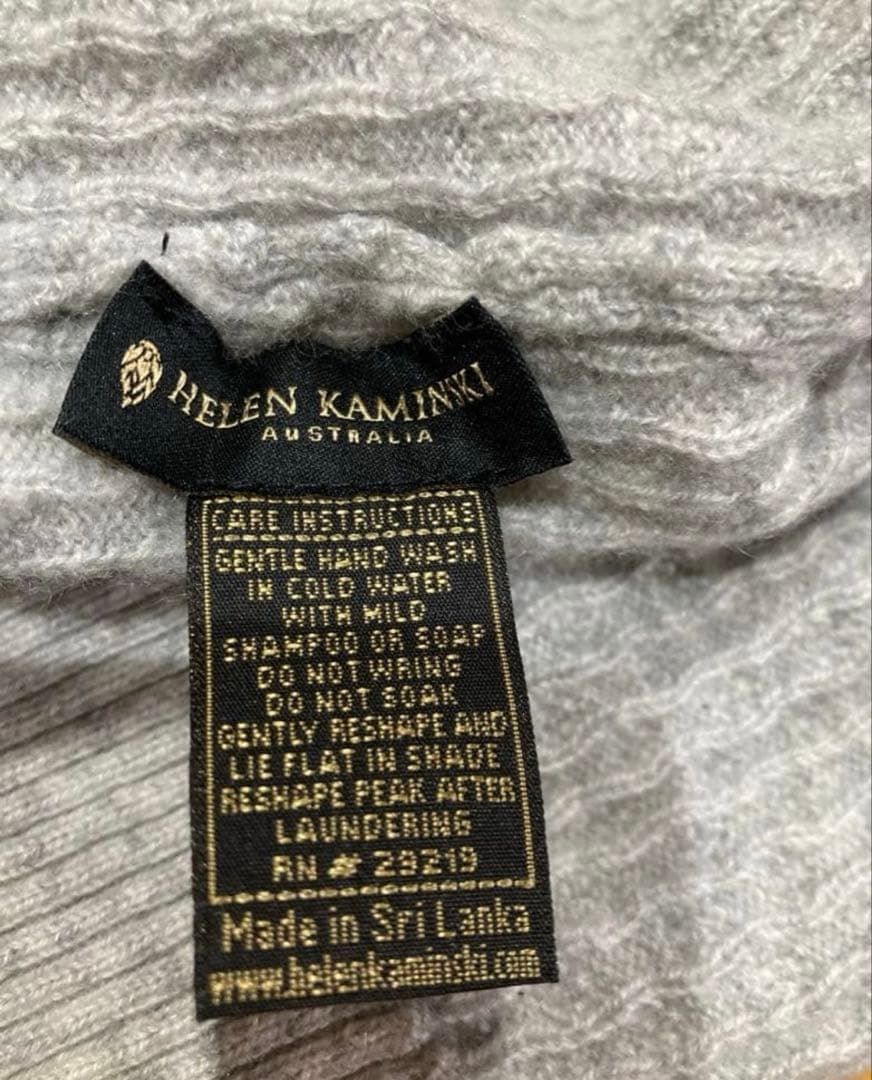 HELEN KAMINSKI
AUSTRALIA
CARE INSTRUCTIONS
GENTLE HAND WASH
IN COLD WATER
WITH MILD
SHAMPOO OR SOAP
DO NOT WRING
DO NOT SOAK
GENTLY RESHAPE AND
LIE FLAT IN SHADE
RESHAPE PEAK AFTER
LAUNDERING
RN # 29219
Made in Sri Lanka
www.helenkaminski.com